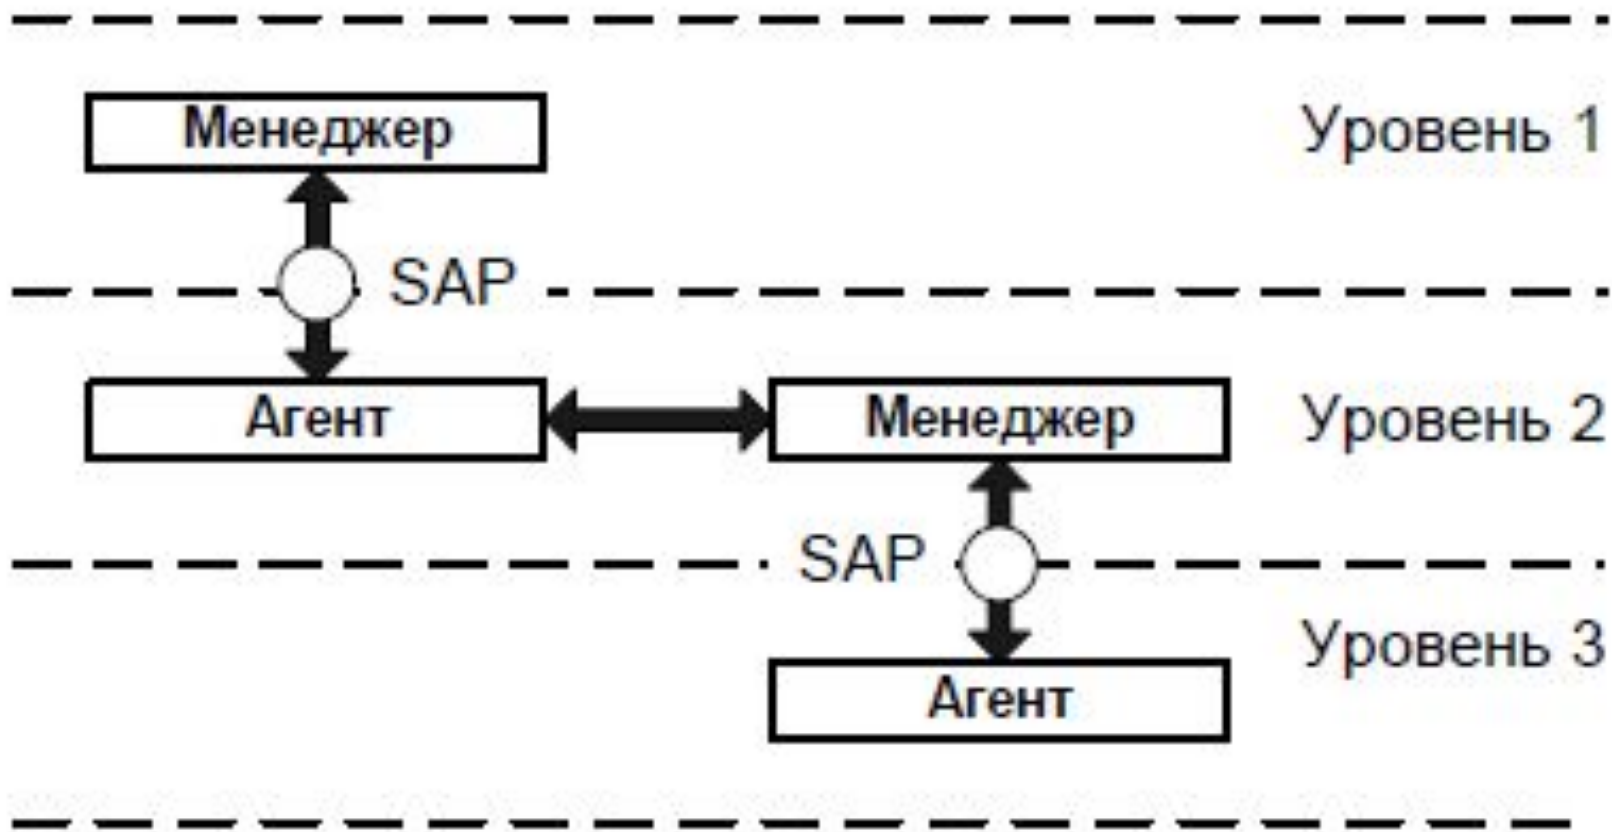 Менеджер
Уровень 1
SAP
Агент
Менеджер
Уровень 2
SAP
Уровень 3
Агент